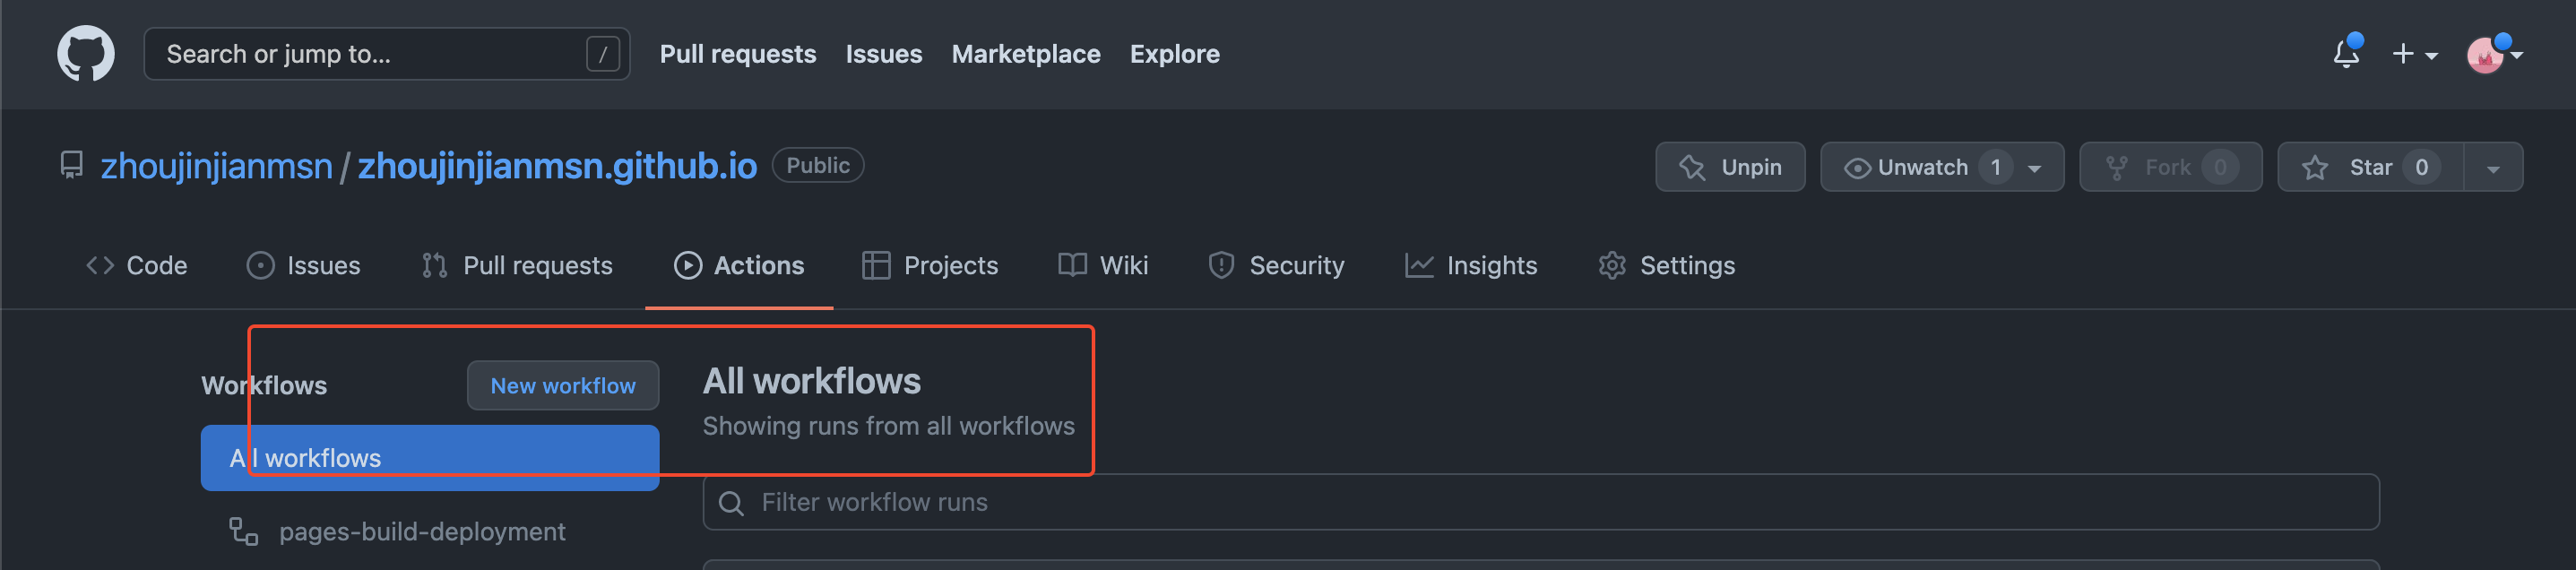 Search or jump to... / Pull requests Issues Marketplace Explore
zhoujinjianmsn / zhoujinjianmsn.github.io Public Unpin Unwatch 1 Fork 0 Star 0
Code Issues Pull requests Actions Projects Wiki Security Insights Settings
Workflows New workflow
All workflows
pages-build-deployment
All workflows
Showing runs from all workflows
Filter workflow runs